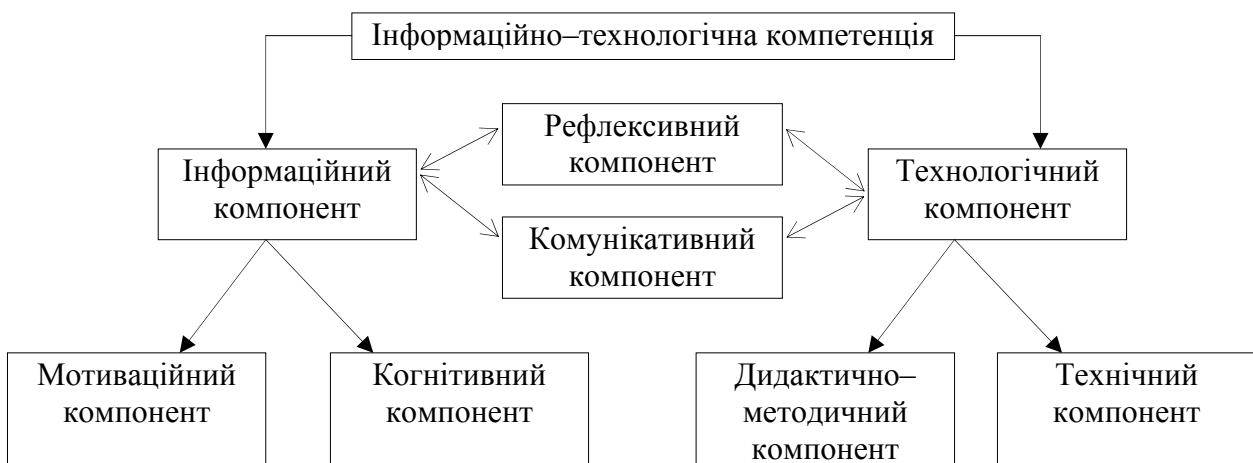 Інформаційно–технологічна компетенція
Рефлексивний
компонент
Інформаційний
компонент
Технологічний
компонент
Комунікативний
компонент
Мотиваційний
компонент
Когнітивний
компонент
Дидактично–
методичний
компонент
Технічний
компонент